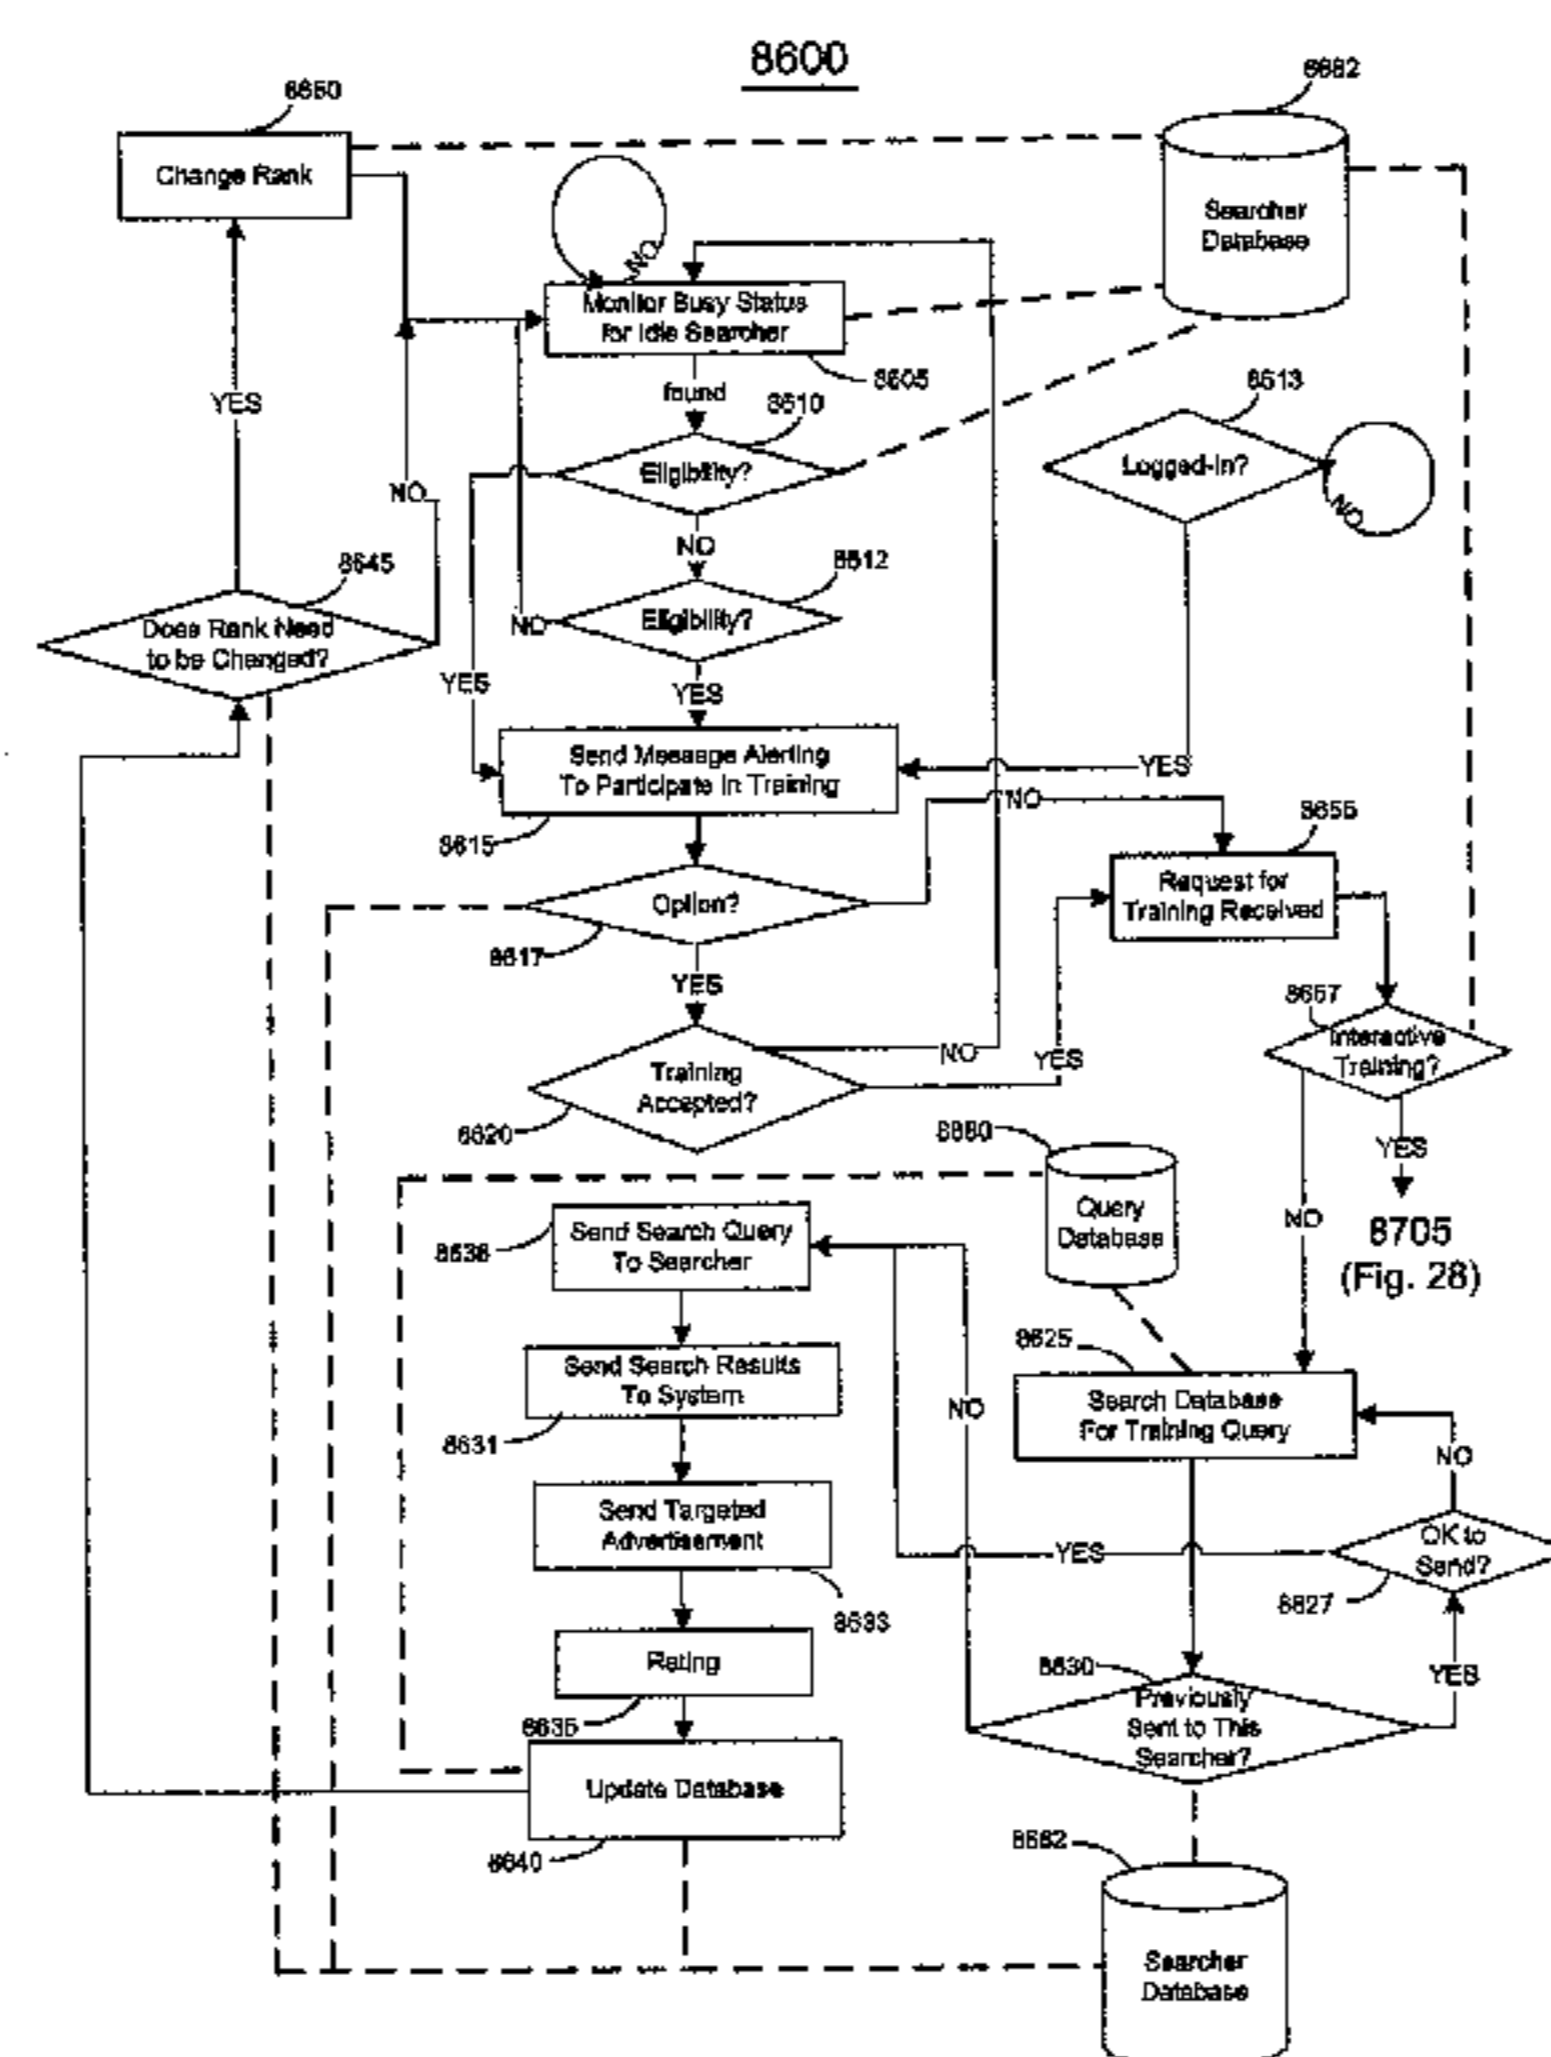 8600
8650
8682
Change Rank
Searcher
Database
NO
Monitor Busy Status
for Idle Searcher
8605
found
8610
8613
YES
Eligibility?
Logged-In?
NO
NO
NO
8612
8645
Does Rank Need
to be Changed?
NO
Eligibility?
YES
YES
Send Message Alerting
To Participate In Training
YES
8615
NO
8655
Option?
Request for
Training Received
8617
YES
8657
Interactive
Training?
Training
Accepted?
NO
YES
8620
8680
YES
Query
Database
NO
8705
(Fig. 28)
8638
Send Search Query
To Searcher
8625
Send Search Results
To System
NO
Search Database
For Training Query
8631
NO
Send Targeted
Advertisement
YES
OK to
Send?
8627
8633
Rating
8630
YES
Previously
Sent to This
Searcher?
8635
Update Database
8640
8682
Searcher
Database